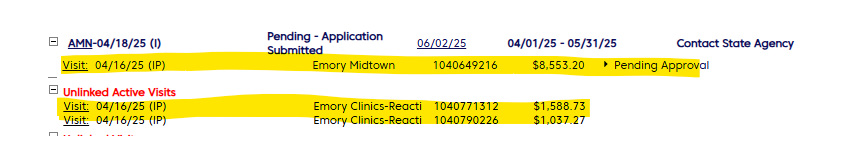 AMN-04/18/25 (I) Pending - Application Submitted 06/02/25 04/01/25 - 05/31/25 Contact State Agency
Visit: 04/16/25 (IP) Emory Midtown 1040649216 $8,553.20 Pending Approval
Unlinked Active Visits
Visit: 04/16/25 (IP) Emory Clinics-Reacti 1040771312 $1,588.73
Visit: 04/16/25 (IP) Emory Clinics-Reacti 1040790226 $1,037.27